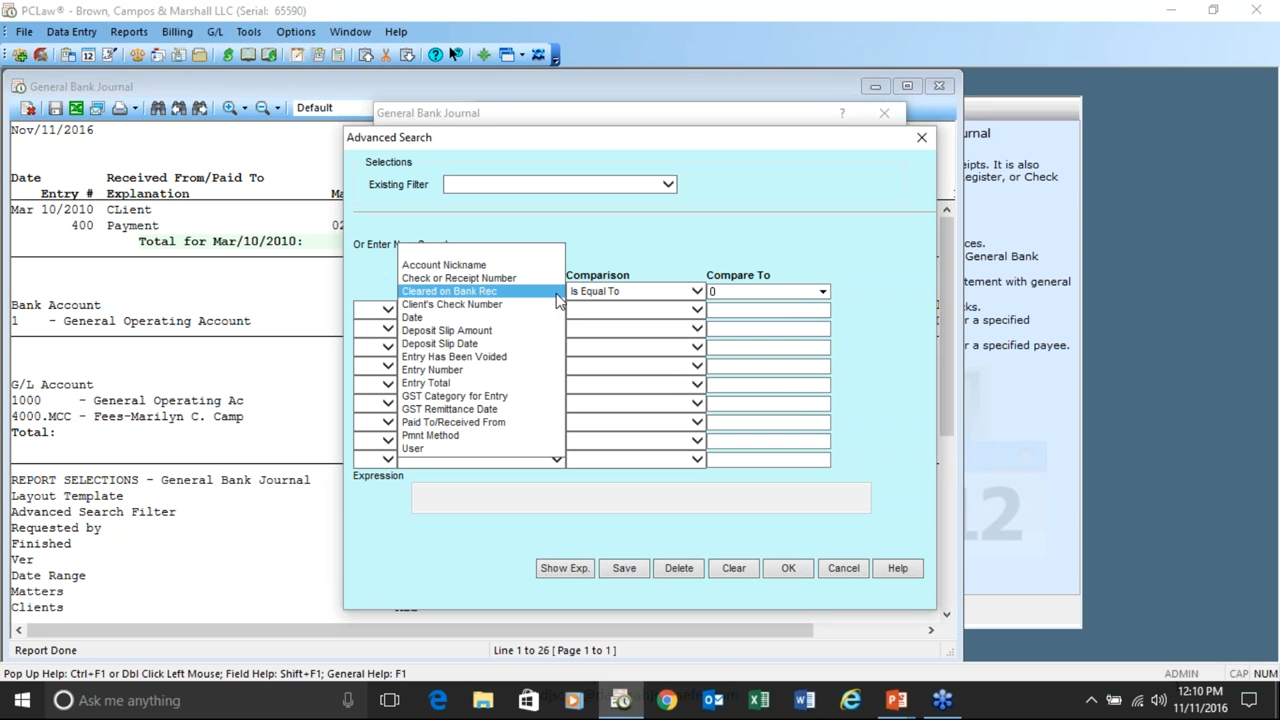 PCLaw® - Brown, Campos & Marshall LLC (Serial: 65590)
File Data Entry Reports Billing G/L Tools Options Window Help
General Bank Journal
Default
General Bank Journal
Nov/11/2016
Date Received From/Paid To
Entry # Explanation Ma
Mar 10/2010 CLient
400 Payment 02
Total for Mar/10/2010:
Bank Account
1 - General Operating Account
G/L Account
1000 - General Operating Ac
4000.MCC - Fees-Marilyn C. Camp
Total:
REPORT SELECTIONS - General Bank Journal
Layout Template
Advanced Search Filter
Requested by
Finished
Ver
Date Range
Matters
Clients
Advanced Search
Selections
Existing Filter
Or Enter
Comparison Compare To
Account Nickname
Check or Receipt Number
Cleared on Bank Rec Is Equal To 0
Client's Check Number
Date
Deposit Slip Amount
Deposit Slip Date
Entry Has Been Voided
Entry Number
Entry Total
GST Category for Entry
GST Remittance Date
Paid To/Received From
Pmnt Method
User
Expression
Show Exp. Save Delete Clear OK Cancel Help
urnal
eipts. It is also
egister, or Check
ces.
General Bank
tement with general
ks.
r a specified
r a specified payee.
12
Report Done Line 1 to 26 [ Page 1 to 1 ]
Pop Up Help: Ctrl+F1 or Dbl Click Left Mouse; Field Help: Shift+F1; General Help: F1 ADMIN CAP NUM
Ask me anything
12:10 PM
11/11/2016